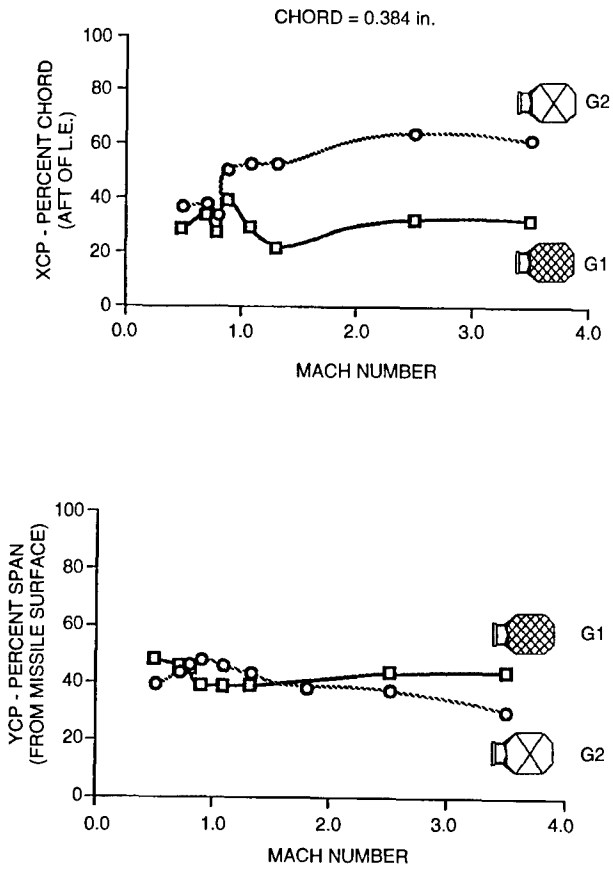 CHORD = 0.384 in.
XCP - PERCENT CHORD
(AFT OF L.E.)
100
80
60
40
20
0
0.0 1.0 2.0 3.0 4.0
MACH NUMBER
G2
G1
YCP - PERCENT SPAN
(FROM MISSILE SURFACE)
100
80
60
40
20
0
0.0 1.0 2.0 3.0 4.0
MACH NUMBER
G1
G2